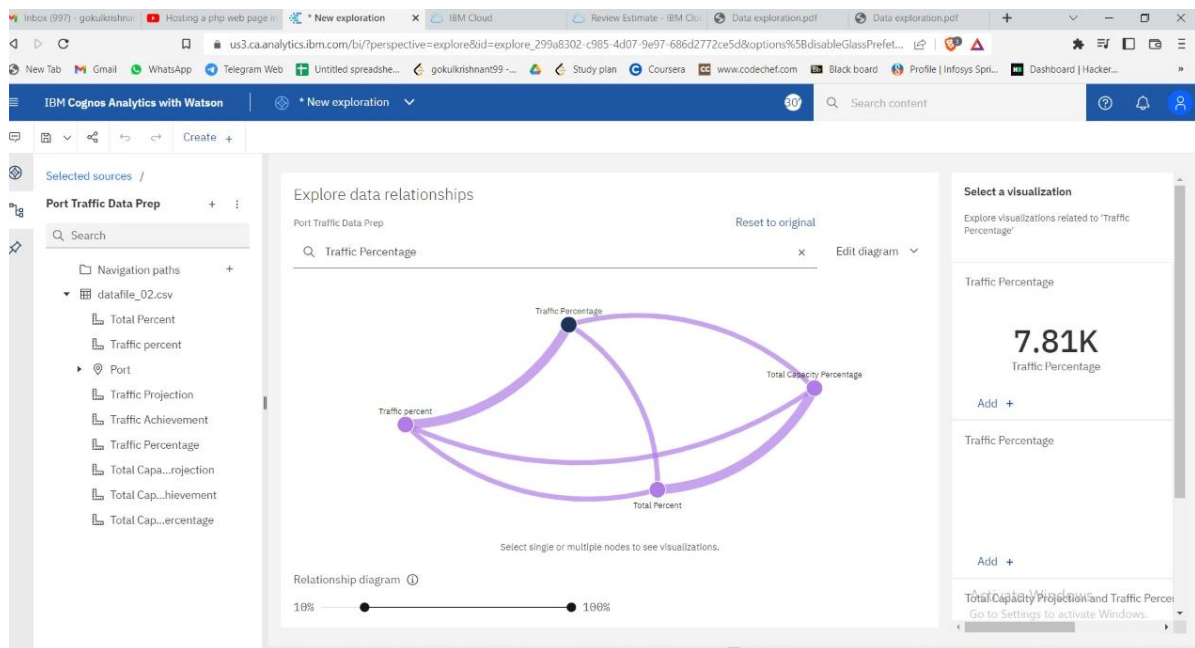 Inbox (997) - gokulkrishnan
Hosting a php web page in
* New exploration
IBM Cloud
Review Estimate - IBM Clo
Data exploration.pdf
Data exploration.pdf
us3.ca.analytics.ibm.com/bi/?perspective=explore&id=explore_299a8302-c985-4d07-9e97-686d2772ce5d&options%5BdisableGlassPrefet...
New Tab
Gmail
WhatsApp
Telegram Web
Untitled spreadshe...
gokulkrishnant99 -...
Study plan
Coursera
www.codechef.com
Black board
Profile | Infosys Spri...
Dashboard | Hacker...
»
IBM Cognos Analytics with Watson
* New exploration
30
Search content
Create +
Selected sources /
Port Traffic Data Prep
Search
Navigation paths
datafile_02.csv
Total Percent
Traffic percent
Port
Traffic Projection
Traffic Achievement
Traffic Percentage
Total Capa...rojection
Total Cap...hievement
Total Cap...ercentage
Explore data relationships
Port Traffic Data Prep
Reset to original
Traffic Percentage
Edit diagram
Traffic Percentage
Total Capacity Percentage
Traffic percent
Total Percent
Select single or multiple nodes to see visualizations.
Relationship diagram
10%
100%
Select a visualization
Explore visualizations related to 'Traffic
Percentage'
Traffic Percentage
7.81K
Traffic Percentage
Add +
Traffic Percentage
Add +
Total Capacity Projection and Traffic Percen
Activate Windows
Go to Settings to activate Windows.